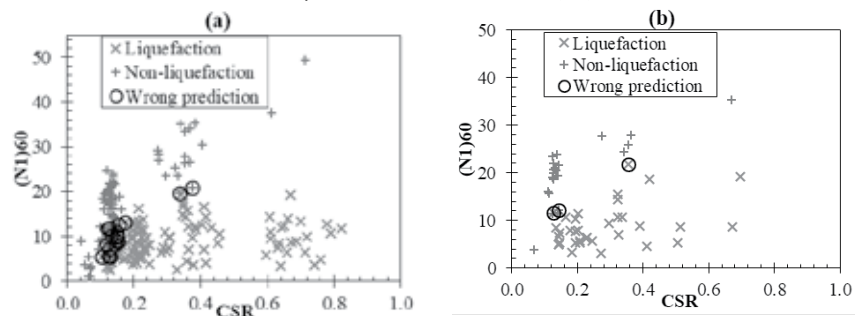 (a)
× Liquefaction
+ Non-liquefaction
○ Wrong prediction
(N1)60
50
40
30
20
10
0
0.0 0.2 0.4 0.6 0.8 1.0
CSR
(b)
× Liquefaction
+ Non-liquefaction
○ Wrong prediction
(N1)60
50
40
30
20
10
0
0.0 0.2 0.4 0.6 0.8 1.0
CSR